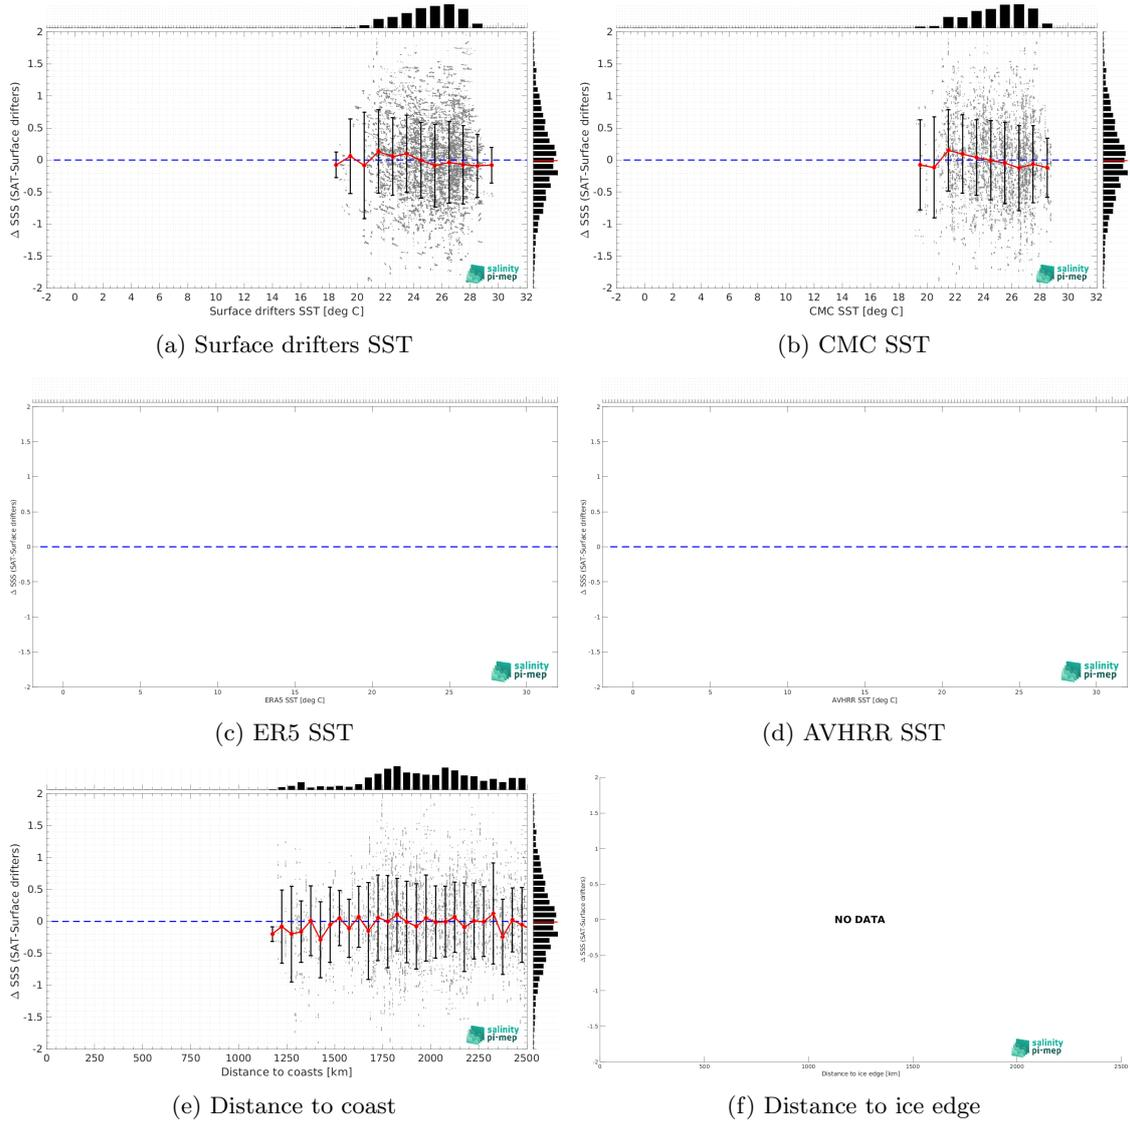 2
1.5
1
0.5
0
-0.5
-1
-1.5
-2
Δ SSS (SAT-Surface drifters)
-2 0 2 4 6 8 10 12 14 16 18 20 22 24 26 28 30 32
Surface drifters SST [deg C]
salinity
pi-mep
(a) Surface drifters SST
2
1.5
1
0.5
0
-0.5
-1
-1.5
-2
Δ SSS (SAT-Surface drifters)
-2 0 2 4 6 8 10 12 14 16 18 20 22 24 26 28 30 32
CMC SST [deg C]
salinity
pi-mep
(b) CMC SST
2
1.5
1
0.5
0
-0.5
-1
-1.5
-2
Δ SSS (SAT-Surface drifters)
0 5 10 15 20 25 30
ERA5 SST [deg C]
salinity
pi-mep
(c) ER5 SST
2
1.5
1
0.5
0
-0.5
-1
-1.5
-2
Δ SSS (SAT-Surface drifters)
0 5 10 15 20 25 30
AVHRR SST [deg C]
salinity
pi-mep
(d) AVHRR SST
2
1.5
1
0.5
0
-0.5
-1
-1.5
-2
Δ SSS (SAT-Surface drifters)
0 250 500 750 1000 1250 1500 1750 2000 2250 2500
Distance to coasts [km]
salinity
pi-mep
(e) Distance to coast
2
1.5
1
0.5
0
-0.5
-1
-1.5
-2
Δ SSS (SAT-Surface drifters)
NO DATA
0 500 1000 1500 2000 2500
Distance to ice edge [km]
salinity
pi-mep
(f) Distance to ice edge